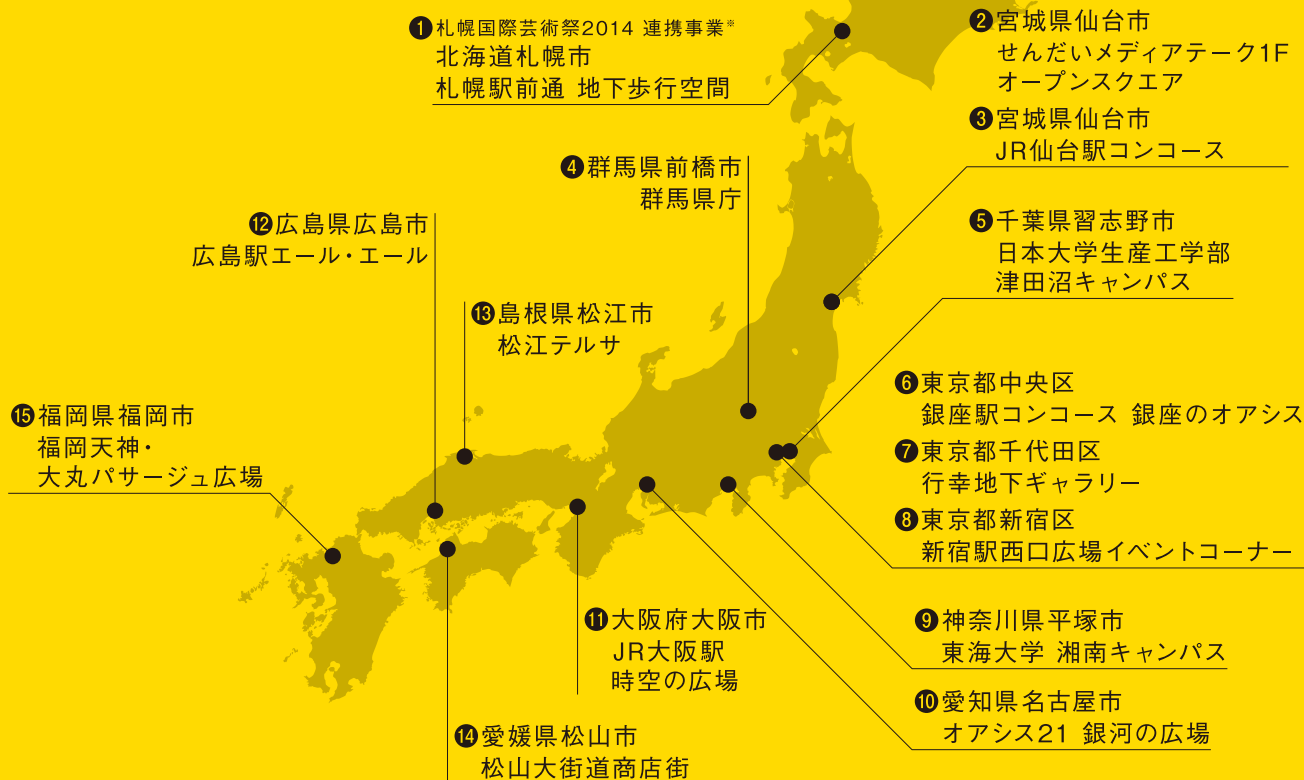 ❶札幌国際芸術祭2014 連携事業※
北海道札幌市
札幌駅前通 地下歩行空間
❷宮城県仙台市
せんだいメディアテーク1F
オープンスクエア
❸宮城県仙台市
JR仙台駅コンコース
❹群馬県前橋市
群馬県庁
❺千葉県習志野市
日本大学生産工学部
津田沼キャンパス
❻東京都中央区
銀座駅コンコース 銀座のオアシス
❼東京都千代田区
行幸地下ギャラリー
❽東京都新宿区
新宿駅西口広場イベントコーナー
❾神奈川県平塚市
東海大学 湘南キャンパス
❿愛知県名古屋市
オアシス21 銀河の広場
⓫大阪府大阪市
JR大阪駅
時空の広場
⓬広島県広島市
広島駅エール・エール
⓭島根県松江市
松江テルサ
⓮愛媛県松山市
松山大街道商店街
⓯福岡県福岡市
福岡天神・
大丸パサージュ広場